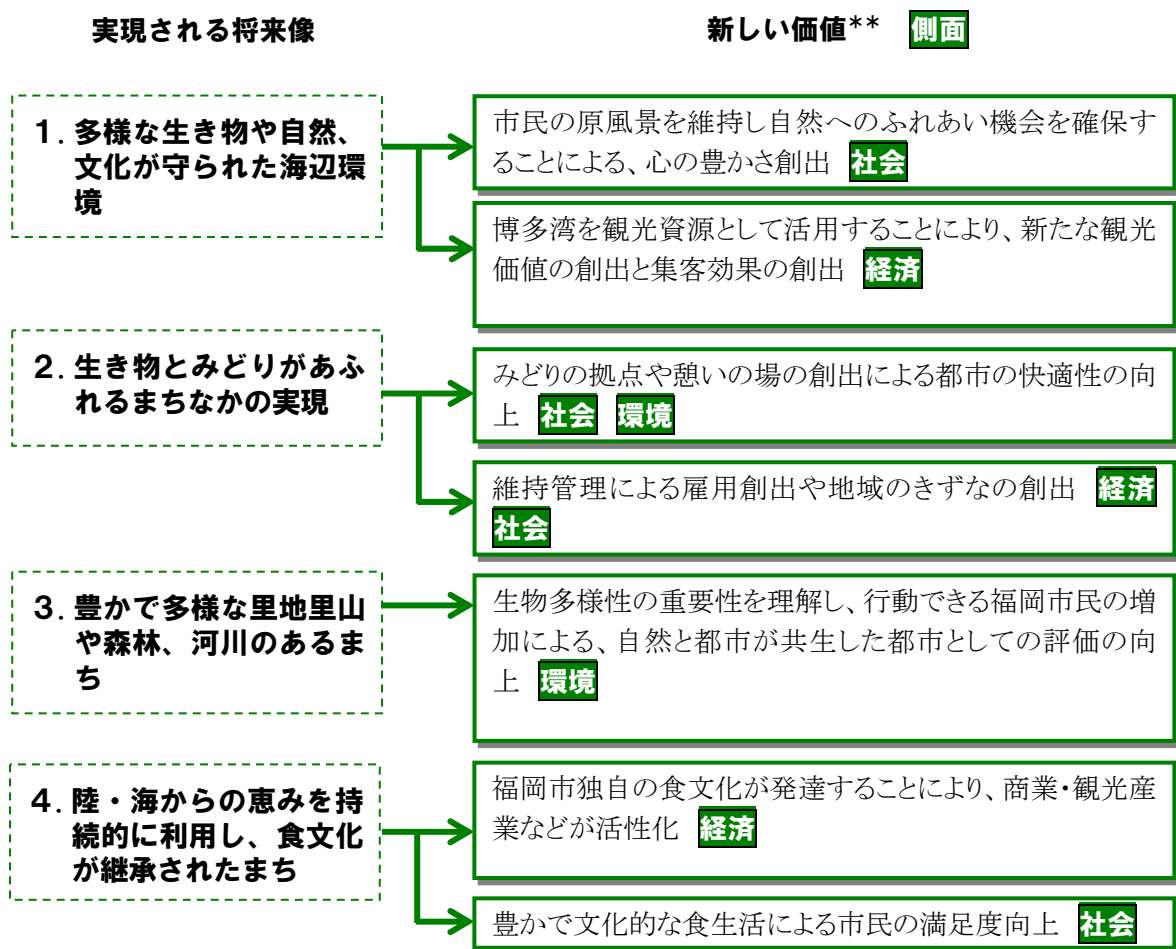 実現される将来像
新しい価値** 側面
1. 多様な生き物や自然、
文化が守られた海辺環
境
市民の原風景を維持し自然へのふれあい機会を確保す
ることによる、心の豊かさ創出 社会
博多湾を観光資源として活用することにより、新たな観光
価値の創出と集客効果の創出 経済
2. 生き物とみどりがあふ
れるまちなかの実現
みどりの拠点や憩いの場の創出による都市の快適性の向
上 社会 環境
維持管理による雇用創出や地域のきずなの創出 経済
社会
3. 豊かで多様な里地里山
や森林、河川のあるま
ち
生物多様性の重要性を理解し、行動できる福岡市民の増
加による、自然と都市が共生した都市としての評価の向
上 環境
4. 陸・海からの恵みを持
続的に利用し、食文化
が継承されたまち
福岡市独自の食文化が発達することにより、商業・観光産
業などが活性化 経済
豊かで文化的な食生活による市民の満足度向上 社会